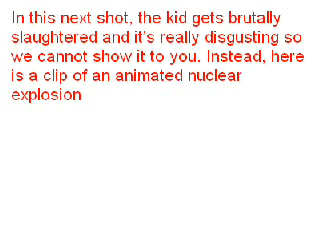 In this next shot, the kid gets brutally
slaughtered and it's really disgusting so
we cannot show it to you. Instead, here
is a clip of an animated nuclear
explosion